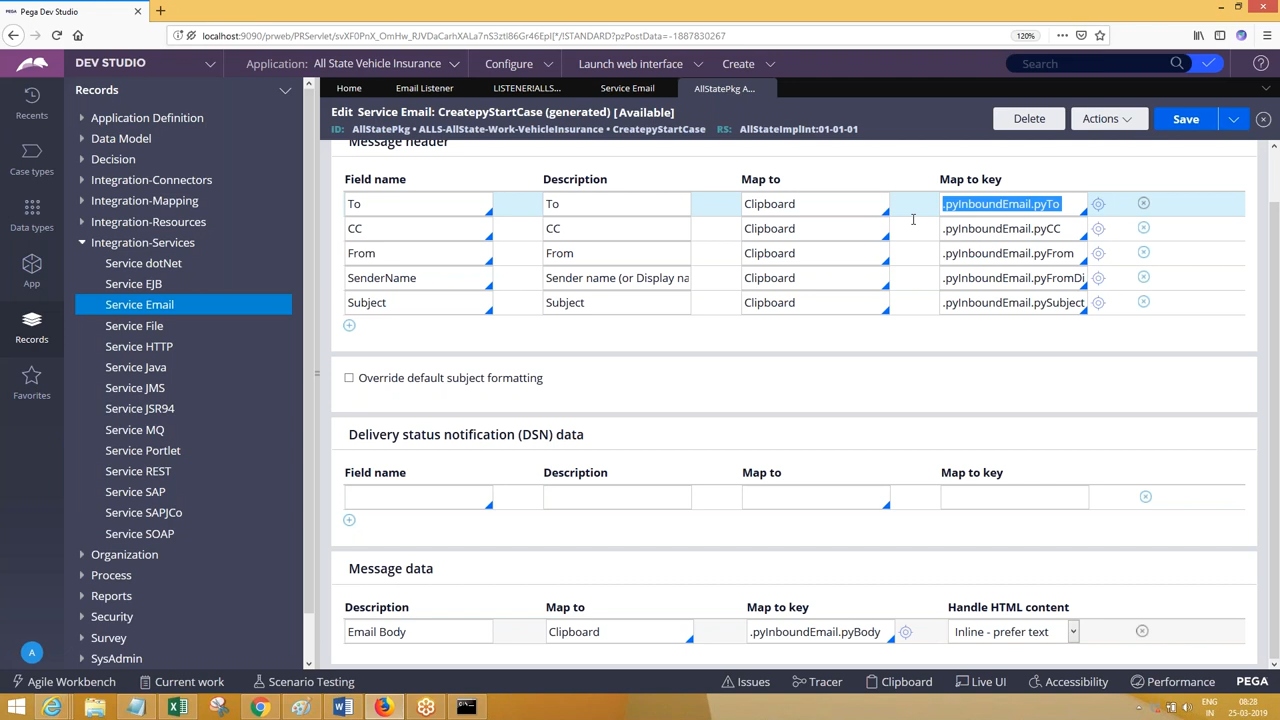 Pega Dev Studio
localhost:9090/prweb/PRServlet/
120%
DEV STUDIO
Application: All State Vehicle Insurance
Configure
Launch web interface
Create
Search
Records
Home
Email Listener
LISTENER!ALLS...
Service Email
AllStatePkg A...
Edit Service Email: CreatepyStartCase (generated) [Available]
ID: AllStatePkg • ALLS-AllState-Work-VehicleInsurance • CreatepyStartCase RS: AllStateImplInt:01-01-01
Delete
Actions
Save
Recents
Case types
Data types
App
Records
Favorites
A
Application Definition
Data Model
Decision
Integration-Connectors
Integration-Mapping
Integration-Resources
Integration-Services
Service dotNet
Service EJB
Service Email
Service File
Service HTTP
Service Java
Service JMS
Service JSR94
Service MQ
Service Portlet
Service REST
Service SAP
Service SAPJCo
Service SOAP
Organization
Process
Reports
Security
Survey
SysAdmin
Message header
Field name Description Map to Map to key
To To Clipboard .pyInboundEmail.pyTo
CC CC Clipboard .pyInboundEmail.pyCC
From From Clipboard .pyInboundEmail.pyFrom
SenderName Sender name (or Display na Clipboard .pyInboundEmail.pyFromDi
Subject Subject Clipboard .pyInboundEmail.pySubject
Override default subject formatting
Delivery status notification (DSN) data
Field name Description Map to Map to key
Message data
Description Map to Map to key Handle HTML content
Email Body Clipboard .pyInboundEmail.pyBody Inline - prefer text
Agile Workbench
Current work
Scenario Testing
Issues
Tracer
Clipboard
Live UI
Accessibility
Performance
PEGA
ENG
IN
08:28
25-03-2019